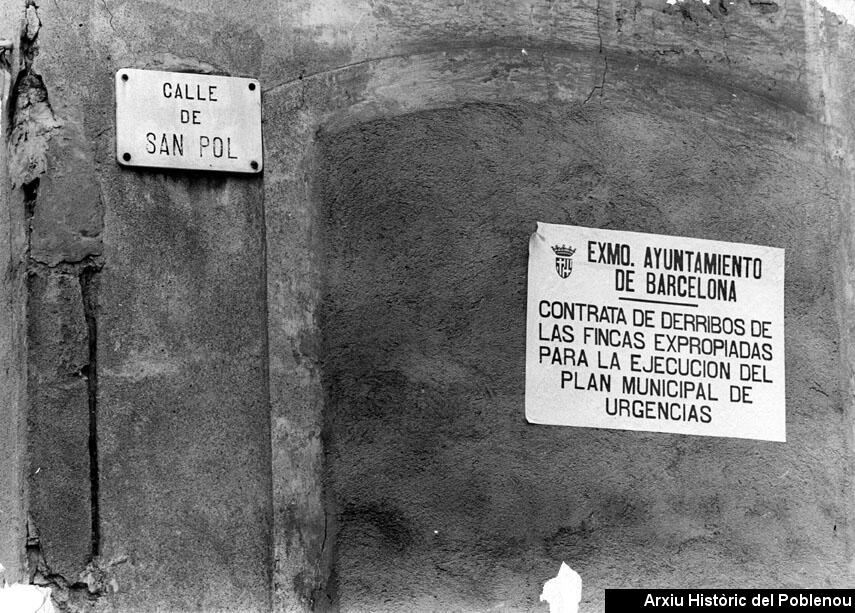 CALLE
DE
SAN POL
EXMO. AYUNTAMIENTO
DE BARCELONA
CONTRATA DE DERRIBOS DE
LAS FINCAS EXPROPIADAS
PARA LA EJECUCION DEL
PLAN MUNICIPAL DE
URGENCIAS
Arxiu Històric del Poblenou